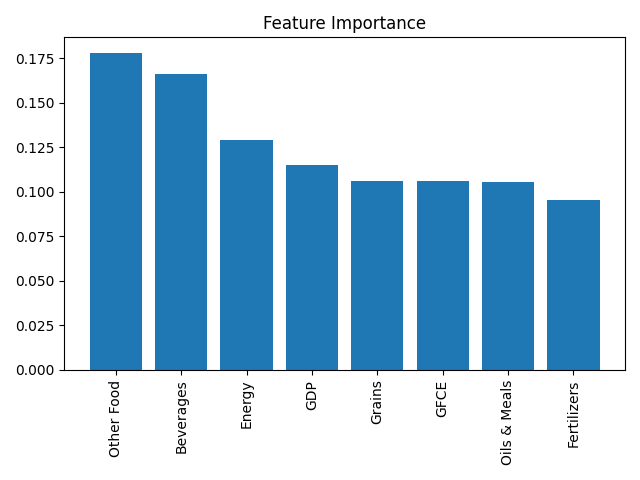 Feature Importance
0.175
0.150
0.125
0.100
0.075
0.050
0.025
0.000
Other Food
Beverages
Energy
GDP
Grains
GFCE
Oils & Meals
Fertilizers